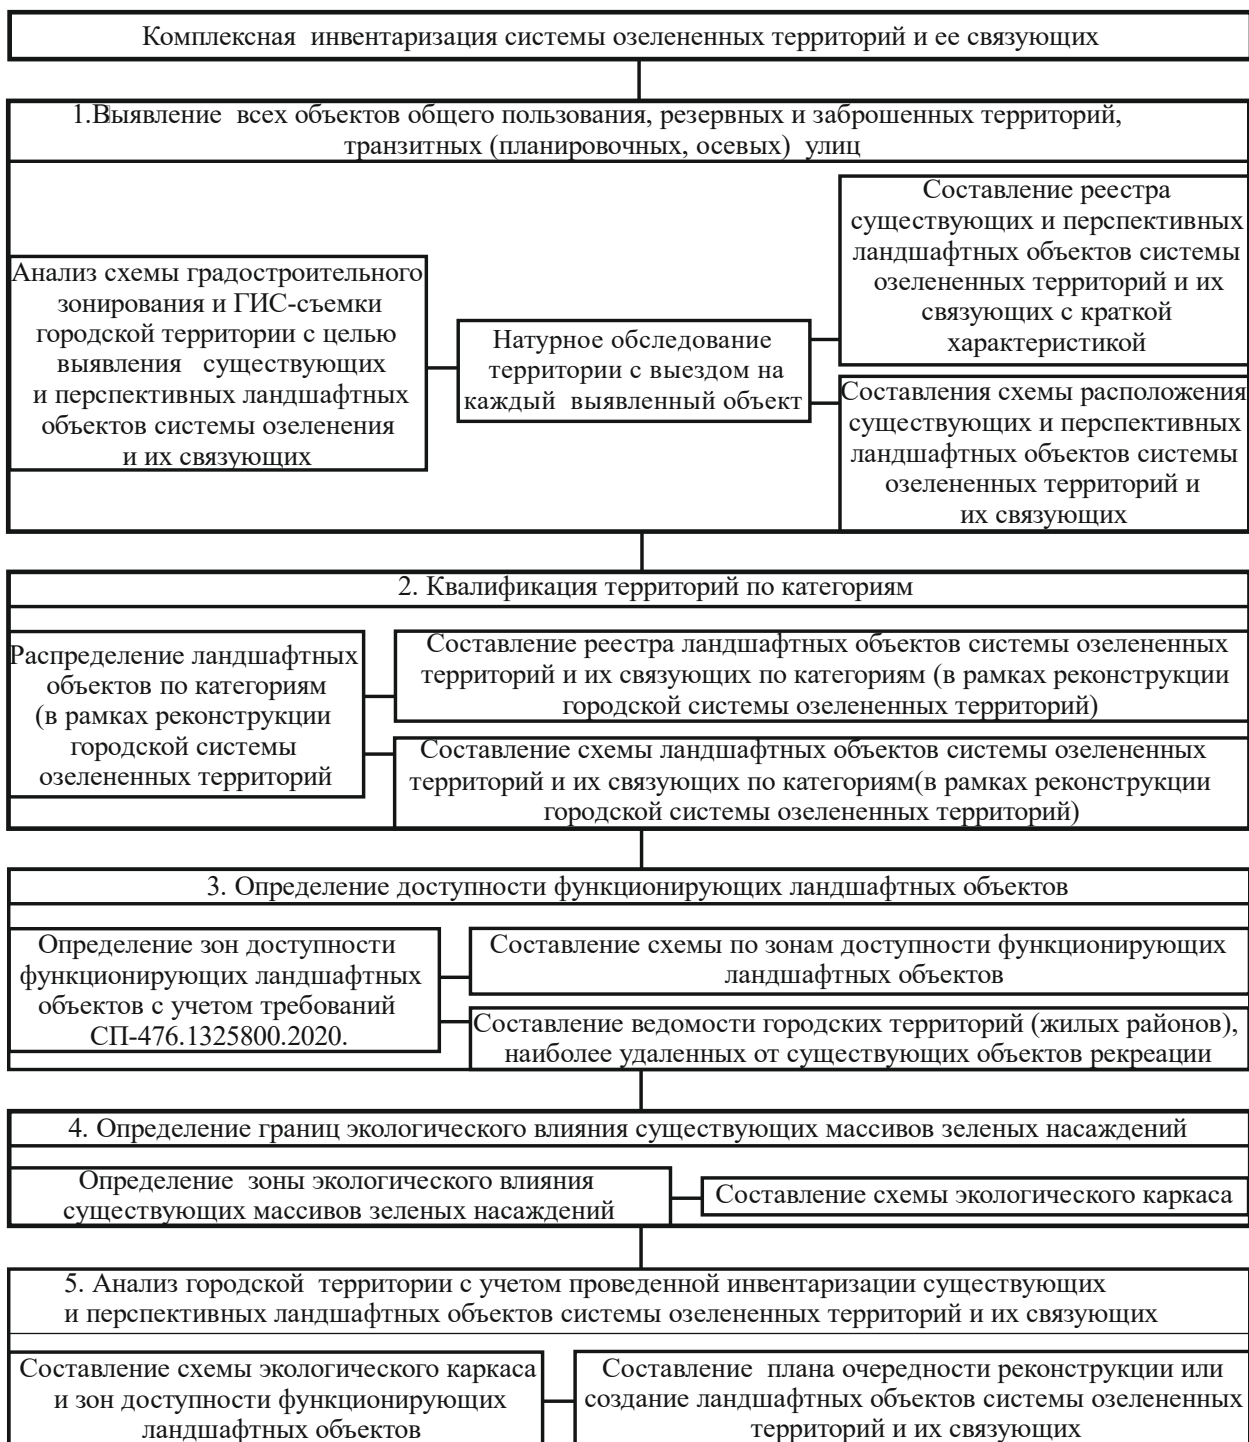 Комплексная инвентаризация системы озелененных территорий и ее связующих
1.Выявление всех объектов общего пользования, резервных и заброшенных территорий,
транзитных (планировочных, осевых) улиц
Анализ схемы градостроительного
зонирования и ГИС-съемки
городской территории с целью
выявления существующих
и перспективных ландшафтных
объектов системы озеленения
и их связующих
Натурное обследование
территории с выездом на
каждый выявленный объект
Составление реестра
существующих и перспективных
ландшафтных объектов системы
озелененных территорий и их
связующих с краткой
характеристикой
Составления схемы расположения
существующих и перспективных
ландшафтных объектов системы
озелененных территорий и
их связующих
2. Квалификация территорий по категориям
Распределение ландшафтных
объектов по категориям
(в рамках реконструкции
городской системы
озелененных территорий
Составление реестра ландшафтных объектов системы озелененных
территорий и их связующих по категориям (в рамках реконструкции
городской системы озелененных территорий)
Составление схемы ландшафтных объектов системы озелененных
территорий и их связующих по категориям(в рамках реконструкции
городской системы озелененных территорий)
3. Определение доступности функционирующих ландшафтных объектов
Определение зон доступности
функционирующих ландшафтных
объектов с учетом требований
СП-476.1325800.2020.
Составление схемы по зонам доступности функционирующих
ландшафтных объектов
Составление ведомости городских территорий (жилых районов),
наиболее удаленных от существующих объектов рекреации
4. Определение границ экологического влияния существующих массивов зеленых насаждений
Определение зоны экологического влияния
существующих массивов зеленых насаждений
Составление схемы экологического каркаса
5. Анализ городской территории с учетом проведенной инвентаризации существующих
и перспективных ландшафтных объектов системы озелененных территорий и их связующих
Составление схемы экологического каркаса
и зон доступности функционирующих
ландшафтных объектов
Составление плана очередности реконструкции или
создание ландшафтных объектов системы озелененных
территорий и их связующих